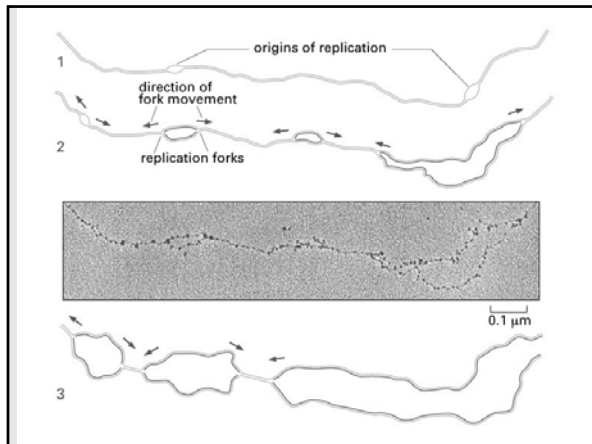 origins of replication
1
direction of
fork movement
2
replication forks
0.1 μm
3